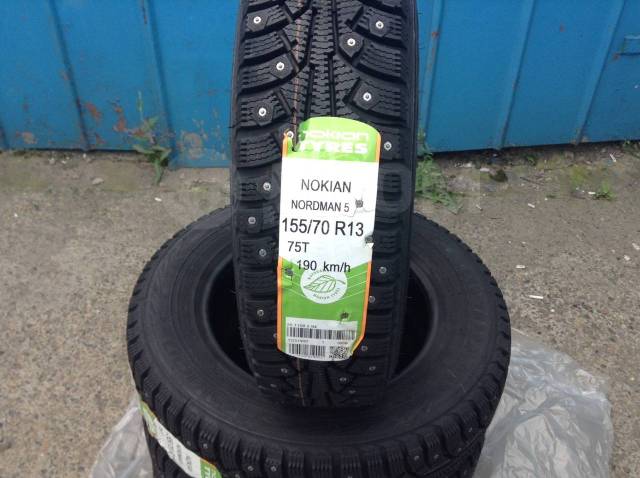 nokian
TYRES
NOKIAN
NORDMAN 5
155/70 R13
75T
190 km/h